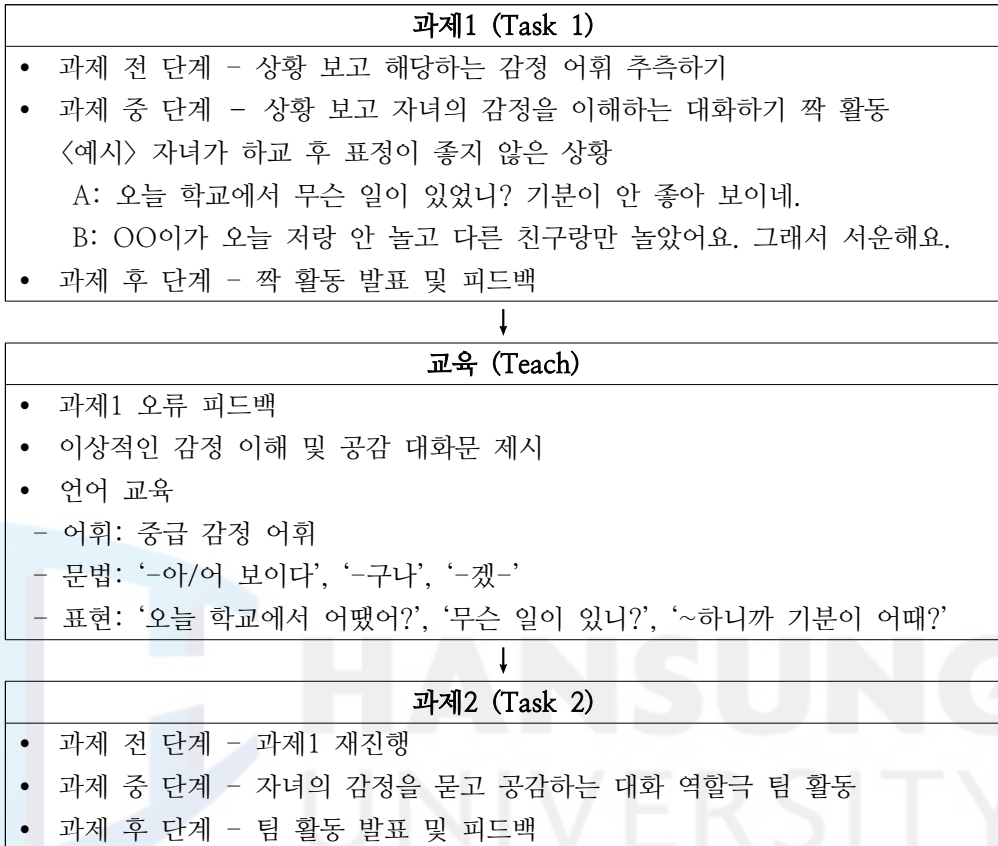 과제1 (Task 1)
• 과제 전 단계 - 상황 보고 해당하는 감정 어휘 추측하기
• 과제 중 단계 - 상황 보고 자녀의 감정을 이해하는 대화하기 짝 활동
〈예시〉 자녀가 하교 후 표정이 좋지 않은 상황
A: 오늘 학교에서 무슨 일이 있었니? 기분이 안 좋아 보이네.
B: OO이가 오늘 저랑 안 놀고 다른 친구랑만 놀았어요. 그래서 서운해요.
• 과제 후 단계 - 짝 활동 발표 및 피드백
↓
교육 (Teach)
• 과제1 오류 피드백
• 이상적인 감정 이해 및 공감 대화문 제시
• 언어 교육
- 어휘: 중급 감정 어휘
- 문법: ‘-아/어 보이다’, ‘-구나’, ‘-겠-’
- 표현: ‘오늘 학교에서 어땠어?’, ‘무슨 일이 있니?’, ‘~하니까 기분이 어때?’
↓
과제2 (Task 2)
• 과제 전 단계 - 과제1 재진행
• 과제 중 단계 - 자녀의 감정을 묻고 공감하는 대화 역할극 팀 활동
• 과제 후 단계 - 팀 활동 발표 및 피드백
HANSUNG
UNIVERSITY